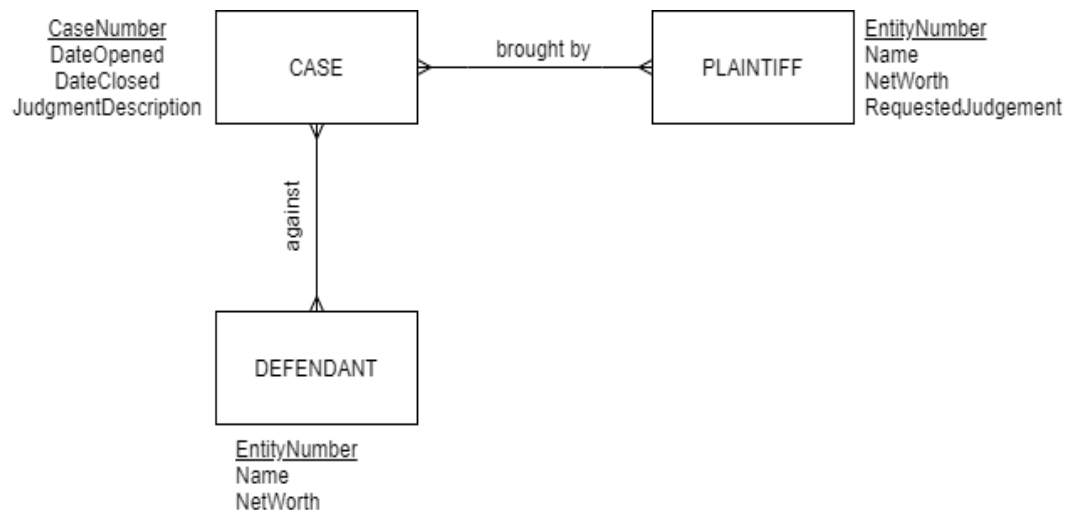 CaseNumber
DateOpened
DateClosed
JudgmentDescription
CASE
brought by
PLAINTIFF
EntityNumber
Name
NetWorth
RequestedJudgement
against
DEFENDANT
EntityNumber
Name
NetWorth